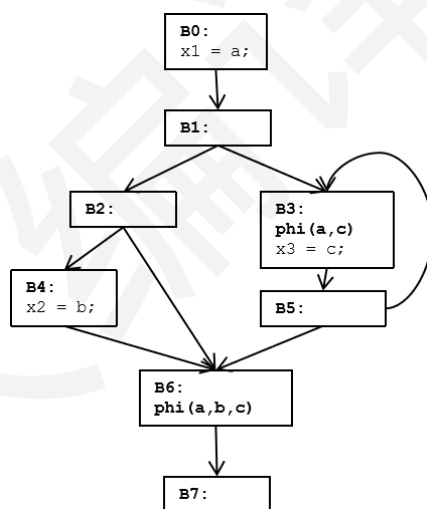 B0:
x1 = a;
B1:
B2:
B3:
phi(a,c)
x3 = c;
B4:
x2 = b;
B5:
B6:
phi(a,b,c)
B7: